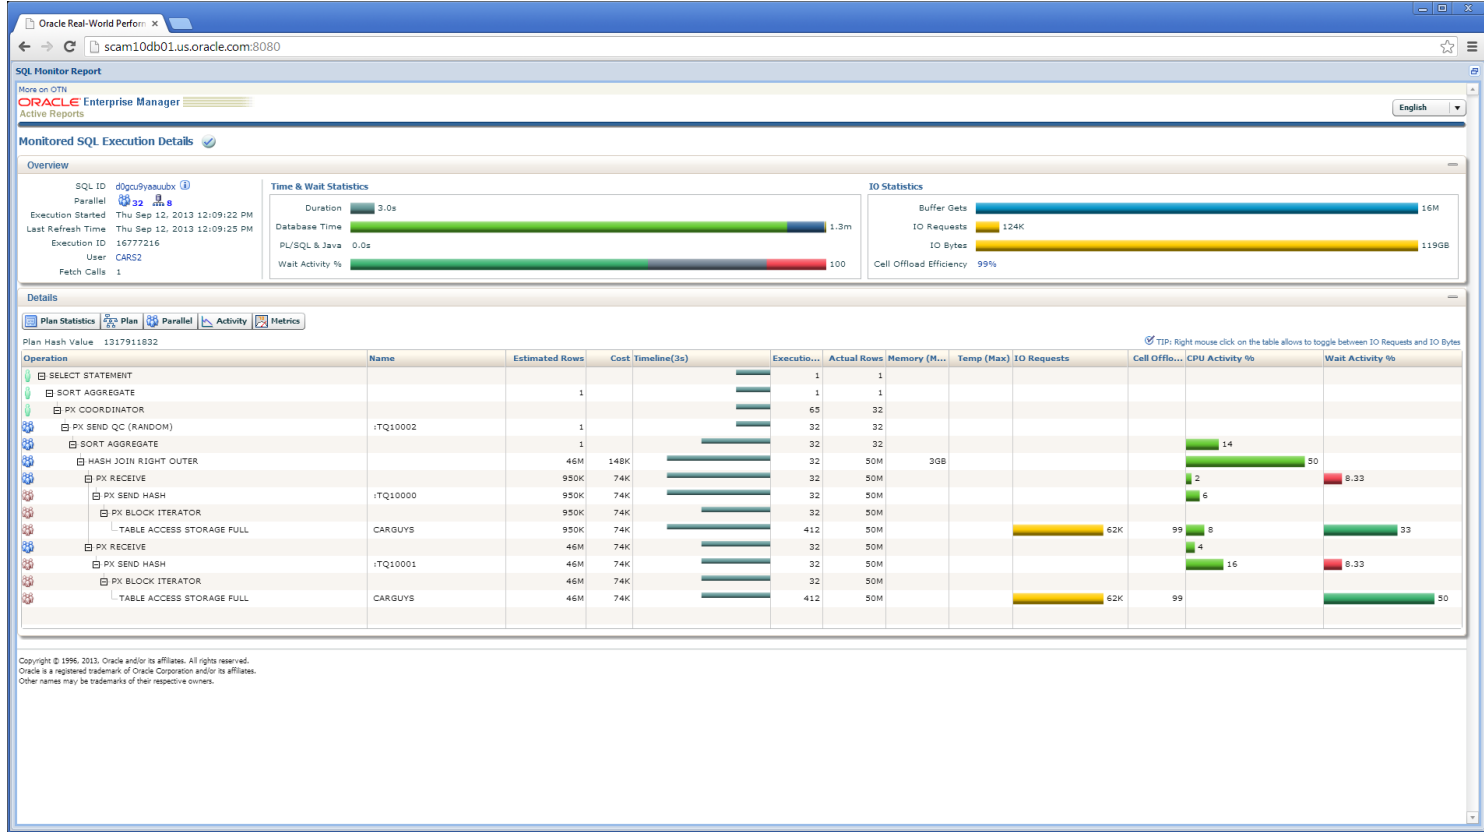 Oracle Real-World Perforn ×
scam10db01.us.oracle.com:8080
SQL Monitor Report
More on OTN
ORACLE Enterprise Manager
Active Reports
English
Monitored SQL Execution Details
Overview
SQL ID d0gcu9yaauubx
Parallel 32 8
Execution Started Thu Sep 12, 2013 12:09:22 PM
Last Refresh Time Thu Sep 12, 2013 12:09:25 PM
Execution ID 16777216
User CARS2
Fetch Calls 1
Time & Wait Statistics
Duration 3.0s
Database Time 1.3m
PL/SQL & Java 0.0s
Wait Activity % 100
IO Statistics
Buffer Gets 16M
IO Requests 124K
IO Bytes 119GB
Cell Offload Efficiency 99%
Details
Plan Statistics Plan Parallel Activity Metrics
Plan Hash Value 1317911832
TIP: Right mouse click on the table allows to toggle between IO Requests and IO Bytes
Operation Name Estimated Rows Cost Timeline(3s) Executio... Actual Rows Memory (M... Temp (Max) IO Requests Cell Offlo... CPU Activity % Wait Activity %
SELECT STATEMENT 1 1
SORT AGGREGATE 1 1 1
PX COORDINATOR 65 32
PX SEND QC (RANDOM) :TQ10002 1 32 32
SORT AGGREGATE 1 32 32 14
HASH JOIN RIGHT OUTER 46M 148K 32 50M 3GB 50
PX RECEIVE 950K 74K 32 50M 2 8.33
PX SEND HASH :TQ10000 950K 74K 32 50M 6
PX BLOCK ITERATOR 950K 74K 32 50M
TABLE ACCESS STORAGE FULL CARGUYS 950K 74K 412 50M 62K 99 8 33
PX RECEIVE 46M 74K 32 50M 4
PX SEND HASH :TQ10001 46M 74K 32 50M 16 8.33
PX BLOCK ITERATOR 46M 74K 32 50M
TABLE ACCESS STORAGE FULL CARGUYS 46M 74K 412 50M 62K 99 50
Copyright © 1996, 2013, Oracle and/or its affiliates. All rights reserved.
Oracle is a registered trademark of Oracle Corporation and/or its affiliates.
Other names may be trademarks of their respective owners.